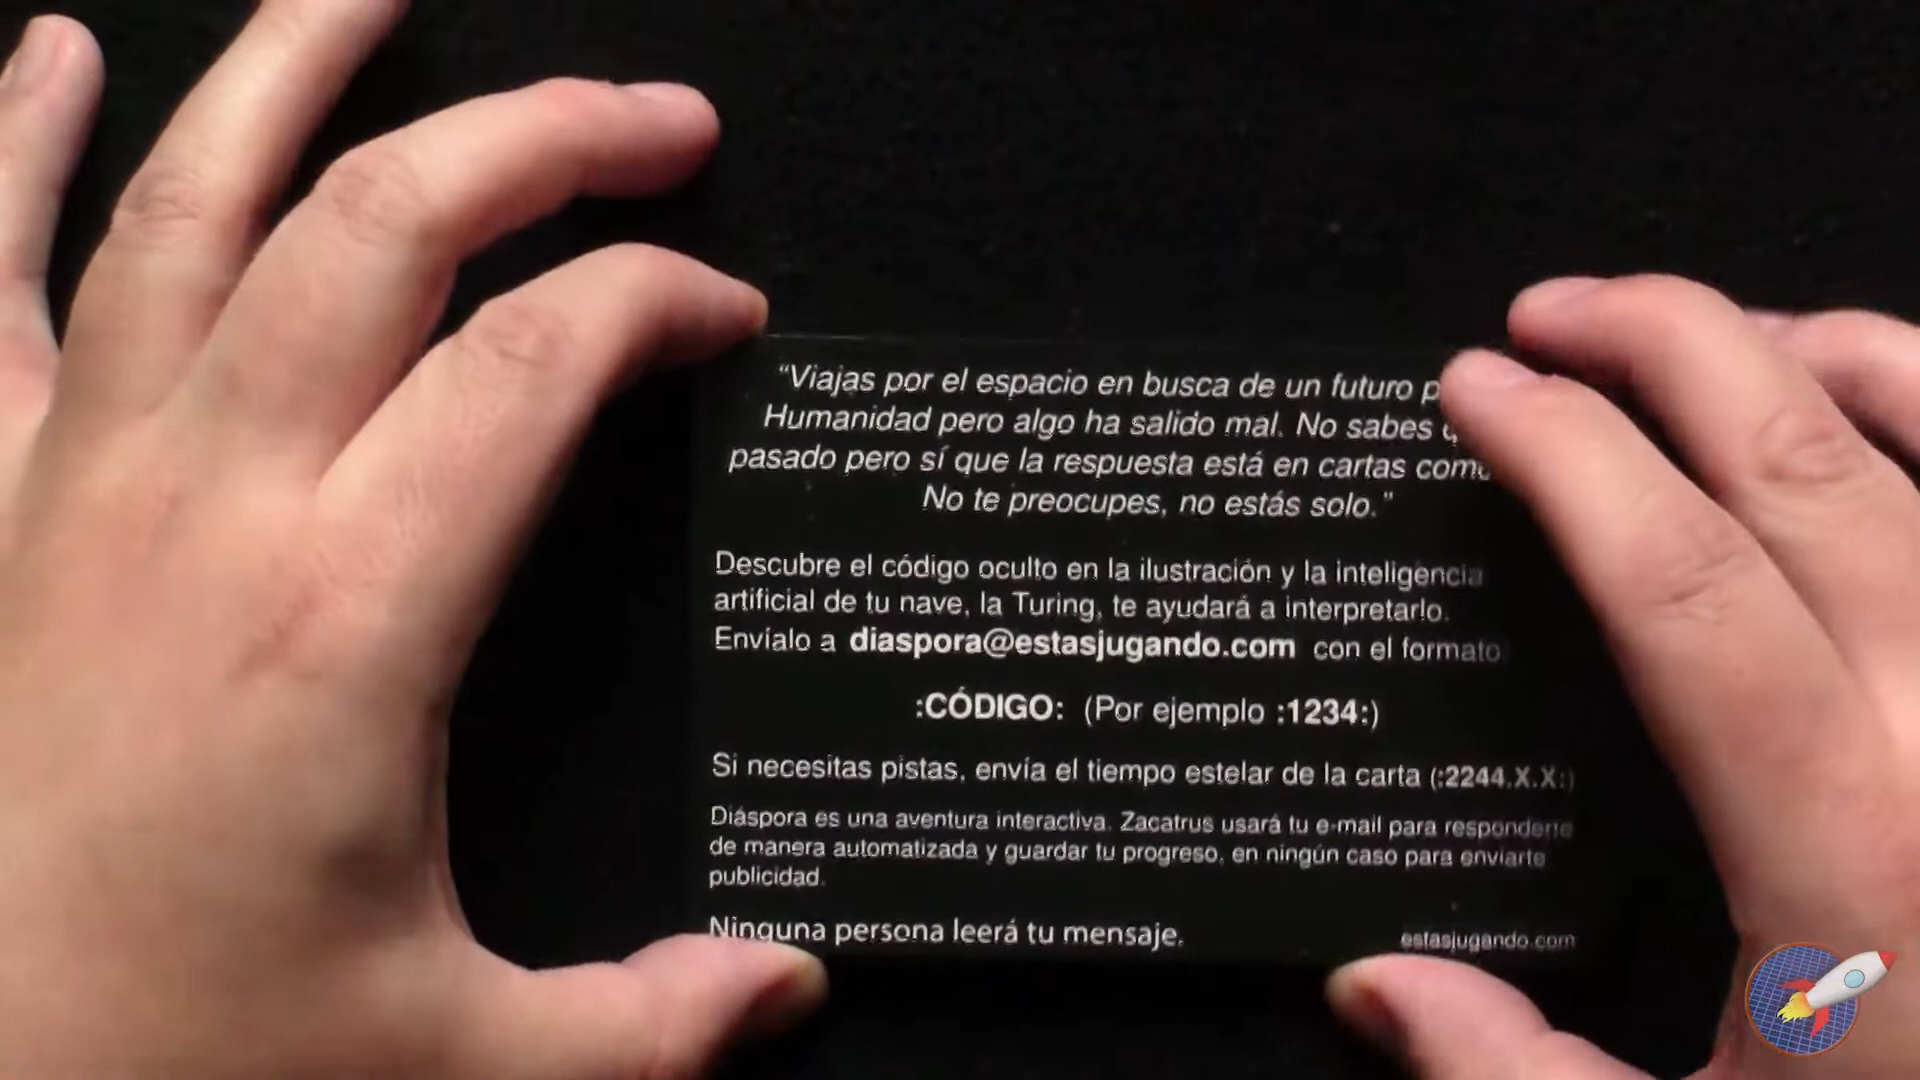 “Viajas por el espacio en busca de un futuro
Humanidad pero algo ha salido mal. No sabes
pasado pero sí que la respuesta está en cartas
No te preocupes, no estás solo.”
Descubre el código oculto en la ilustración y la inteligencia
artificial de tu nave, la Turing, te ayudará a interpretarlo.
Envíalo a diaspora@estasjugando.com con el formato
:CÓDIGO: (Por ejemplo :1234:)
Si necesitas pistas, envía el tiempo estelar de la carta (:2244.X.X:)
Diáspora es una aventura interactiva. Zacatrus usará tu e-mail para responderte
de manera automatizada y guardar tu progreso, en ningún caso para enviarte
publicidad.
Ninguna persona leerá tu mensaje.
estasjugando.com